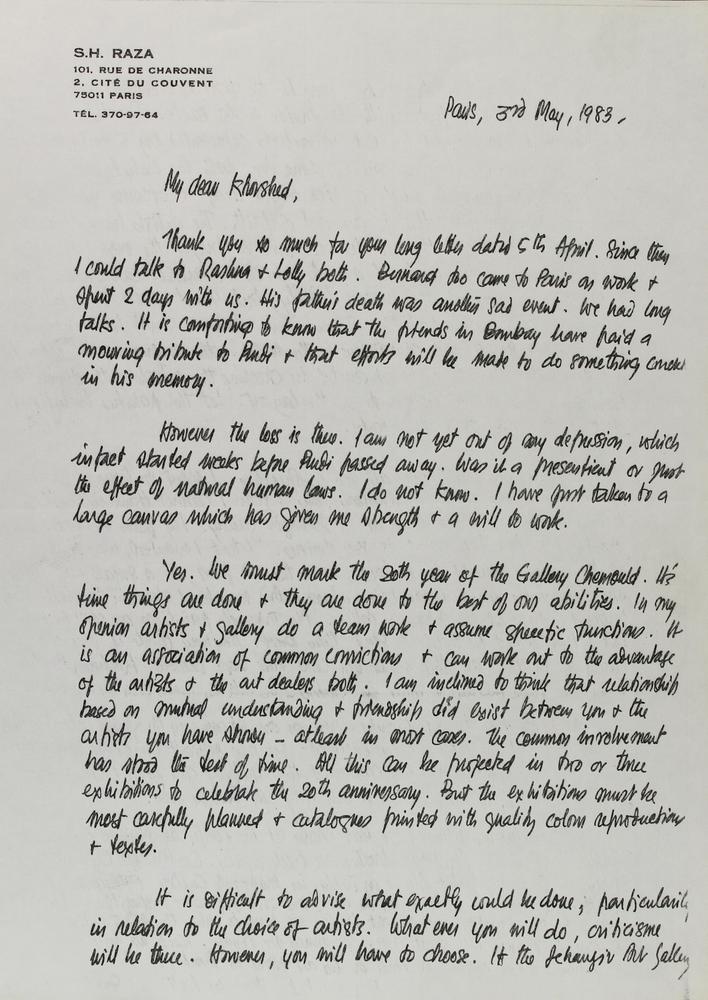 S.H. RAZA
101, RUE DE CHARONNE
2, CITÉ DU COUVENT
75011 PARIS
TÉL. 370-97-64
Paris, 3rd May, 1983.
My dear Khorshed,
Thank you so much for your long letter dated 5th April. Since then
I could talk to Rashna + Lolly both. Bernard too came to Paris on work +
spent 2 days with us. His father's death was another sad event. We had long
talks. It is comforting to know that the friends in Bombay have paid a
mouving tribute to Pundi + that efforts will be made to do something
in his memory.
However the loss is there. I am not yet out of my depression, which
infact started weeks before Pundi passed away. Was it a presentient or just
the effect of natural human laws. I do not know. I have just taken to a
large canvas which has given me strength + a will to work.
Yes. We must mark the 20th year of the Gallery Chemould. It's
time things are done + they are done to the best of our abilities. In my
openion artists + gallery do a team work + assume specific functions. It
is an association of common convictions + can work out to the advantage
of the artists + the art dealers both. I am inclined to think that relationship
based on mutual understanding + friendship did exist between you + the
artists you have shown – atleast in most cases. The common involvement
has stood the test of time. All this can be projected in two or three
exhibitions to celebrate the 20th anniversary. But the exhibitions must be
most carefully planned + catalogues printed with quality colour reproductions
+ textes.
It is difficult to advise what exactly could be done, particularity
in relation to the choice of artists. What ever you will do, criticisme
will be there. However, you will have to choose. If the Jehangir Art Gallery